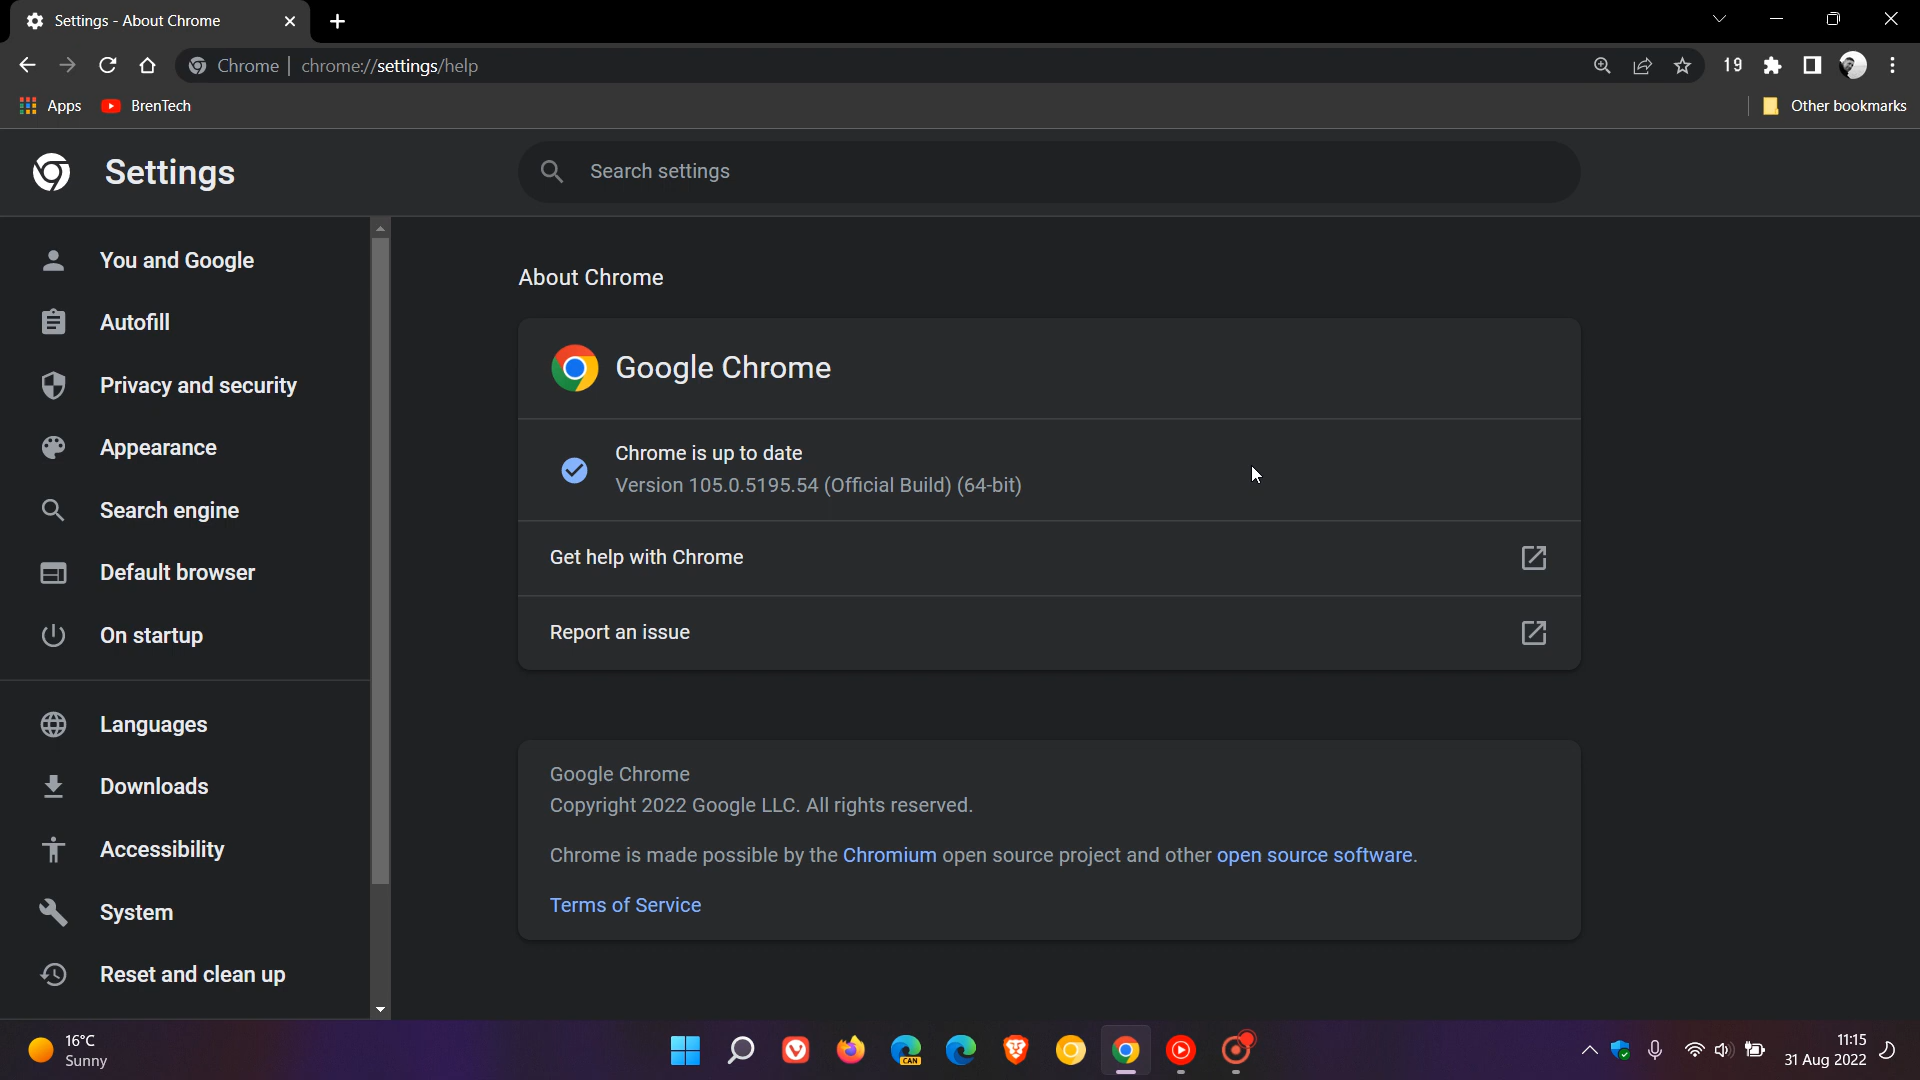 Settings - About Chrome
Chrome | chrome://settings/help
19
Apps
BrenTech
Other bookmarks
Settings
Search settings
You and Google
Autofill
Privacy and security
Appearance
Search engine
Default browser
On startup
Languages
Downloads
Accessibility
System
Reset and clean up
About Chrome
Google Chrome
Chrome is up to date
Version 105.0.5195.54 (Official Build) (64-bit)
Get help with Chrome
Report an issue
Google Chrome
Copyright 2022 Google LLC. All rights reserved.
Chrome is made possible by the Chromium open source project and other open source software.
Terms of Service
16°C
Sunny
CAN
11:15
31 Aug 2022